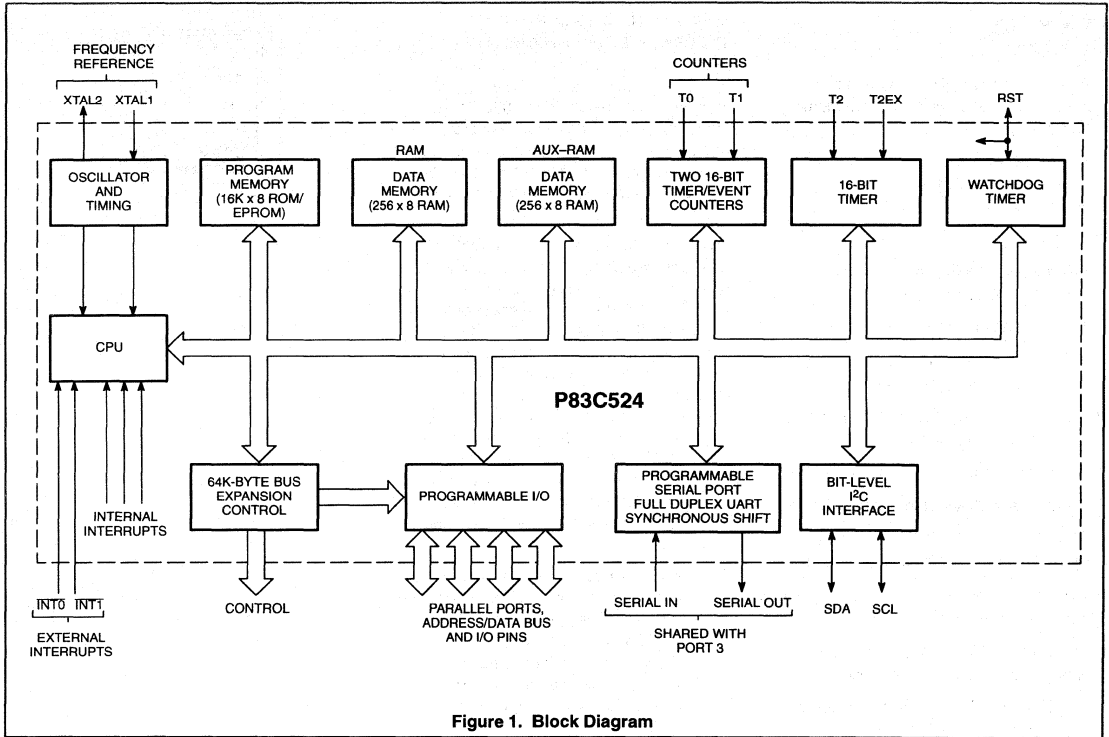 FREQUENCY
REFERENCE
XTAL2 XTAL1
COUNTERS
T0 T1
T2 T2EX
RST
OSCILLATOR
AND
TIMING
PROGRAM
MEMORY
(16K x 8 ROM/
EPROM)
RAM
DATA
MEMORY
(256 x 8 RAM)
AUX–RAM
DATA
MEMORY
(256 x 8 RAM)
TWO 16-BIT
TIMER/EVENT
COUNTERS
16-BIT
TIMER
WATCHDOG
TIMER
CPU
P83C524
INTERNAL
INTERRUPTS
64K-BYTE BUS
EXPANSION
CONTROL
PROGRAMMABLE I/O
PROGRAMMABLE
SERIAL PORT
FULL DUPLEX UART
SYNCHRONOUS SHIFT
BIT-LEVEL
I²C
INTERFACE
INT0 INT1
EXTERNAL
INTERRUPTS
CONTROL
PARALLEL PORTS,
ADDRESS/DATA BUS
AND I/O PINS
SERIAL IN SERIAL OUT
SHARED WITH
PORT 3
SDA SCL
Figure 1. Block Diagram